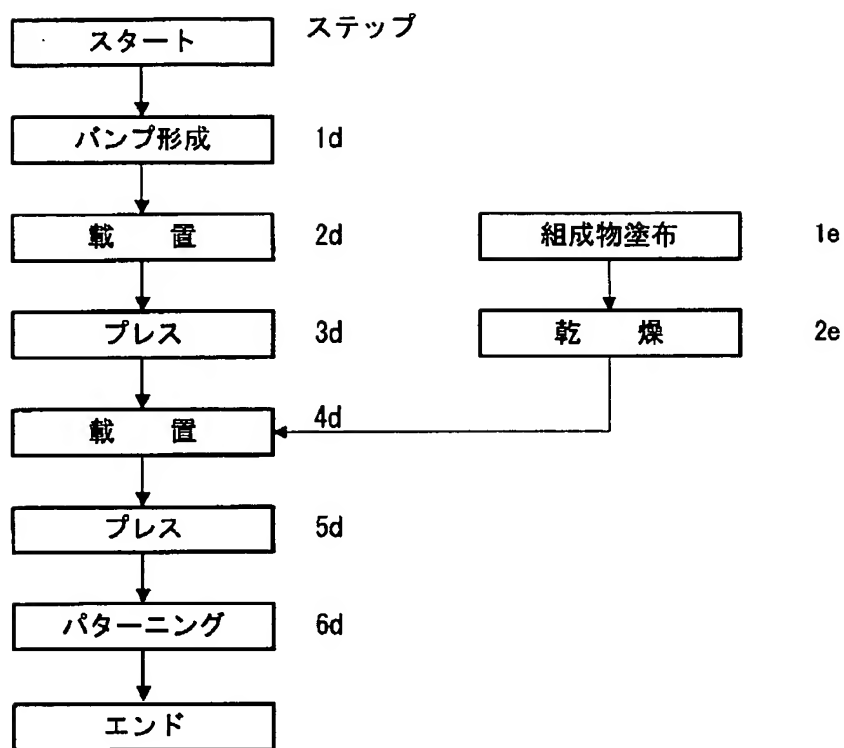 スタート ステップ
バンプ形成 1d
載 置 2d 組成物塗布 1e
プレス 3d 乾 燥 2e
載 置 4d
プレス 5d
パターニング 6d
エンド